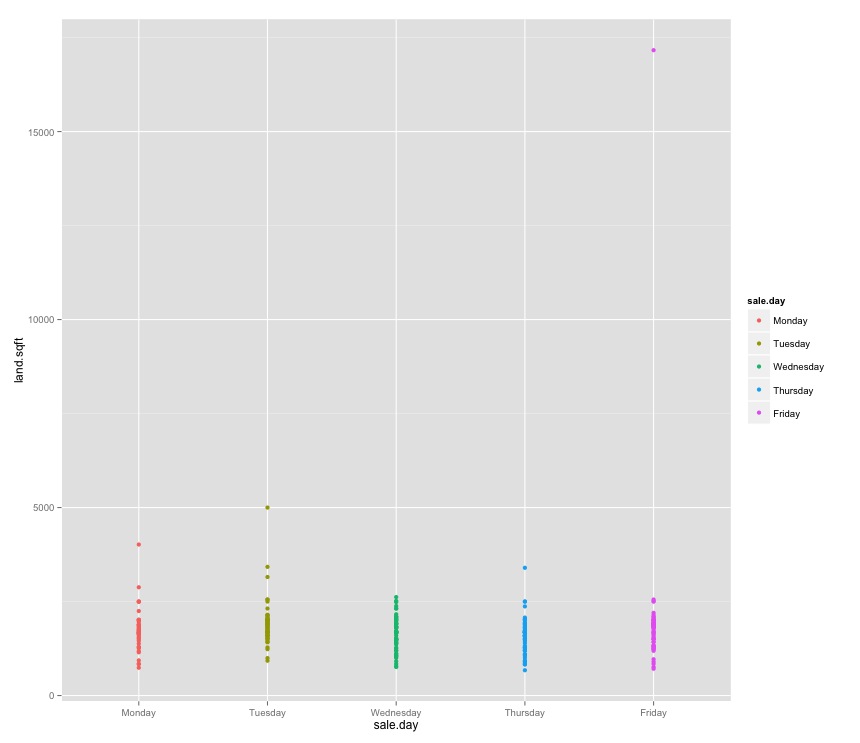 15000
10000
5000
0
land.sqft
Monday
Tuesday
Wednesday
Thursday
Friday
sale.day
sale.day
Monday
Tuesday
Wednesday
Thursday
Friday